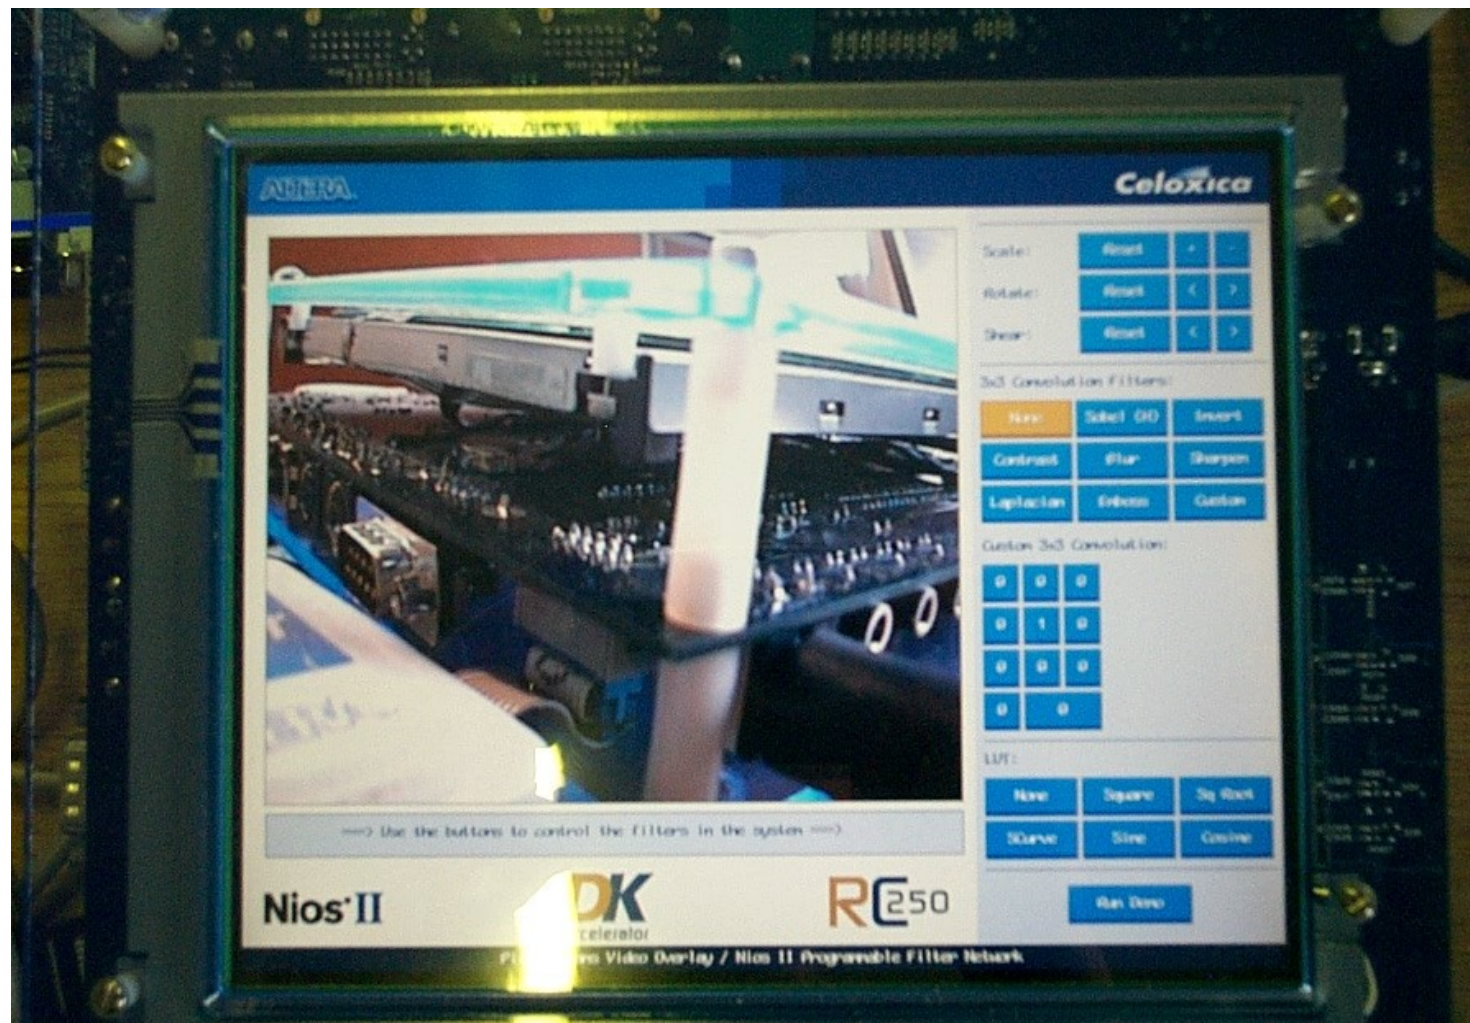 ALTERA.
Celoxica
Scale: Reset + -
Rotate: Reset < >
Shear: Reset < >
3x3 Convolution Filters:
None Sobel (X) Invert
Contrast Blur Sharpen
Laplacian Emboss Custom
Custom 3x3 Convolution:
0 0 0
0 1 0
0 0 0
0 0
LUT:
None Square Sq Root
SCurve Sine Cosine
Run Demo
===> Use the buttons to control the filters in the system ===>
Nios II
DK
RC250
Video Overlay / Nios II Programmable Filter Network